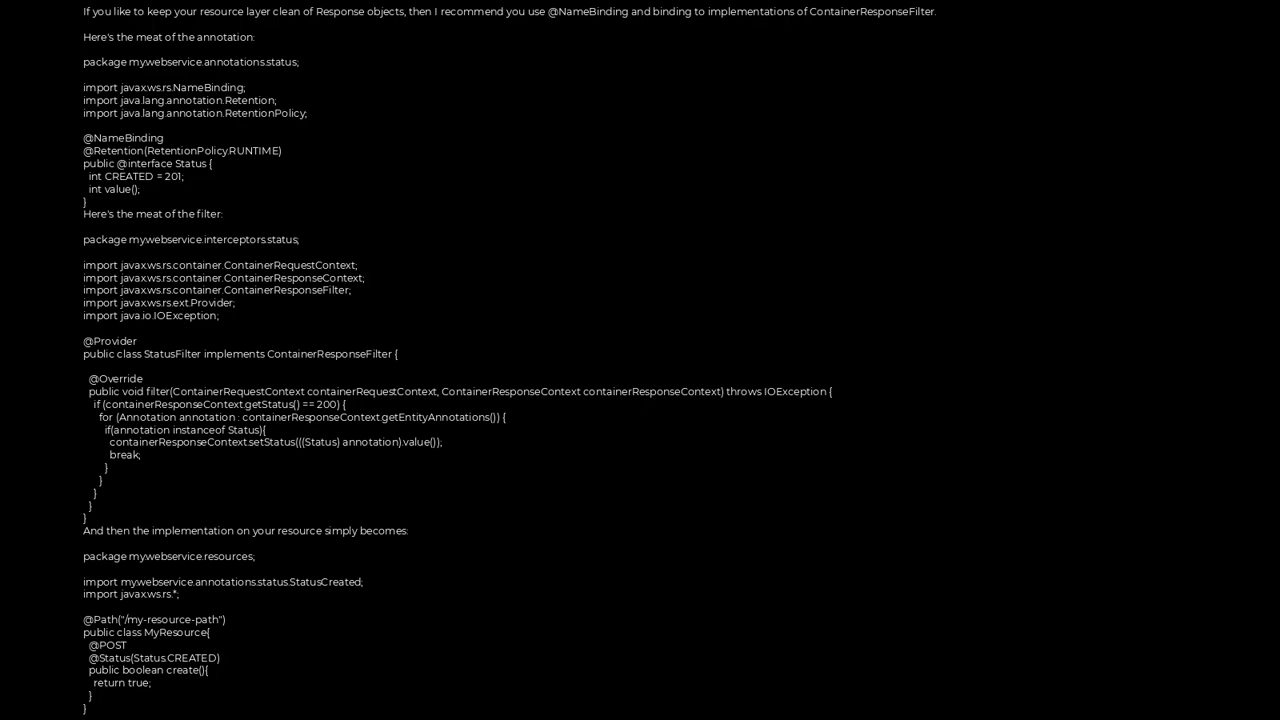 If you like to keep your resource layer clean of Response objects, then I recommend you use @NameBinding and binding to implementations of ContainerResponseFilter.
Here's the meat of the annotation:
package my.webservice.annotations.status;
import javax.ws.rs.NameBinding;
import java.lang.annotation.Retention;
import java.lang.annotation.RetentionPolicy;
@NameBinding
@Retention(RetentionPolicy.RUNTIME)
public @interface Status {
int CREATED = 201;
int value();
}
Here's the meat of the filter:
package my.webservice.interceptors.status;
import javax.ws.rs.container.ContainerRequestContext;
import javax.ws.rs.container.ContainerResponseContext;
import javax.ws.rs.container.ContainerResponseFilter;
import javax.ws.rs.ext.Provider;
import java.io.IOException;
@Provider
public class StatusFilter implements ContainerResponseFilter {
@Override
public void filter(ContainerRequestContext containerRequestContext, ContainerResponseContext containerResponseContext) throws IOException {
if (containerResponseContext.getStatus() == 200) {
for (Annotation annotation : containerResponseContext.getEntityAnnotations()) {
if(annotation instanceof Status){
containerResponseContext.setStatus(((Status) annotation).value());
break;
}
}
}
}
}
And then the implementation on your resource simply becomes:
package my.webservice.resources;
import my.webservice.annotations.status.StatusCreated;
import javax.ws.rs.*;
@Path("/my-resource-path")
public class MyResource{
@POST
@Status(Status.CREATED)
public boolean create(){
return true;
}
}